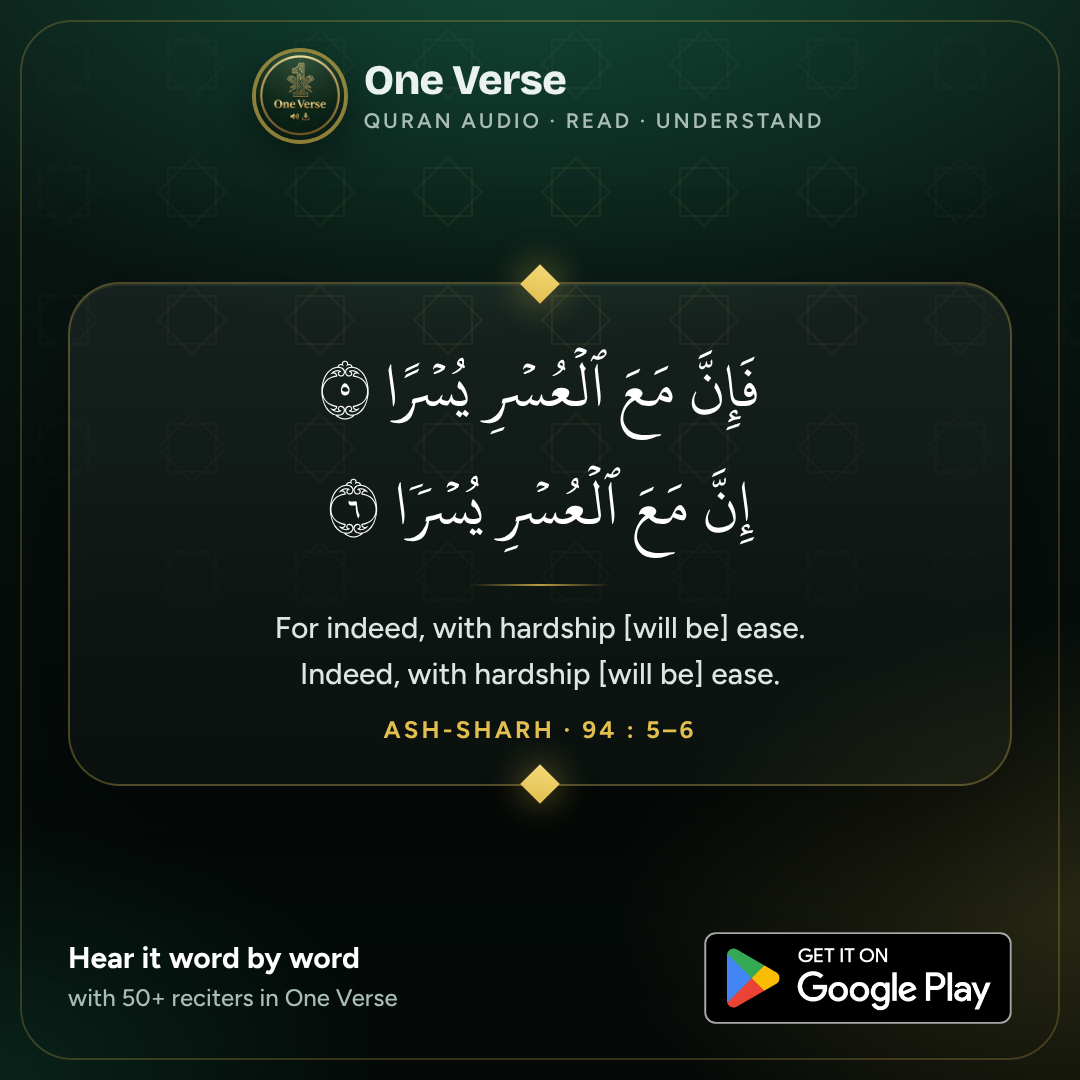 One Verse
One Verse
QURAN AUDIO · READ · UNDERSTAND
فَإِنَّ مَعَ ٱلْعُسْرِ يُسْرًا ٥
إِنَّ مَعَ ٱلْعُسْرِ يُسْرًا ٦
For indeed, with hardship [will be] ease.
Indeed, with hardship [will be] ease.
ASH-SHARH · 94 : 5–6
Hear it word by word
with 50+ reciters in One Verse
GET IT ON
Google Play